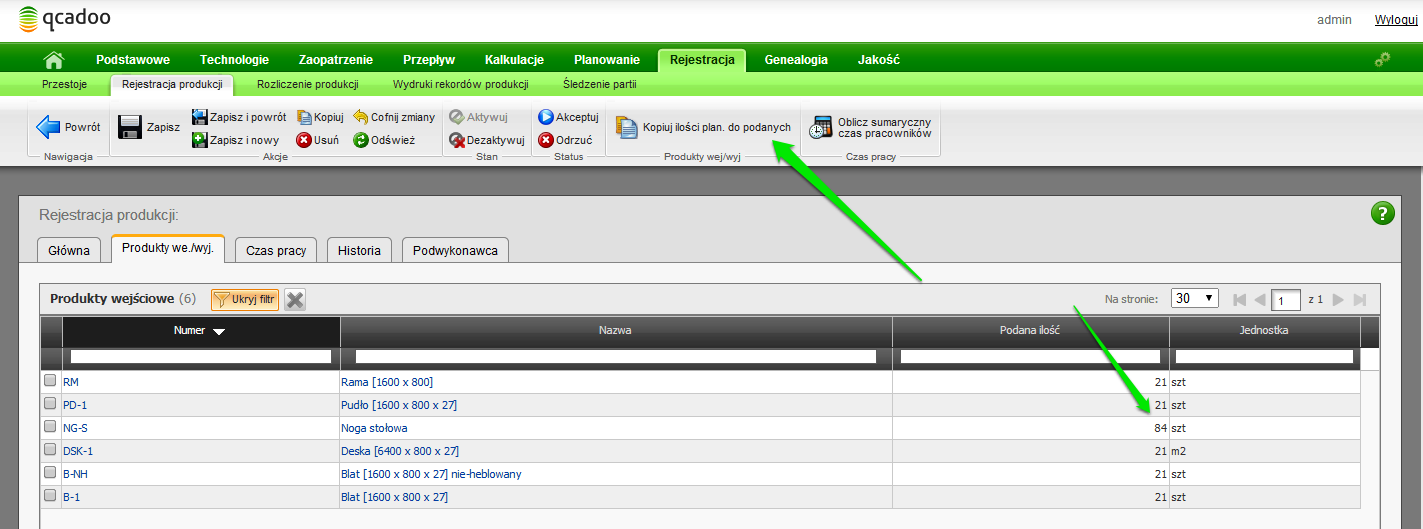 qcadoo
admin Wyloguj
Podstawowe Technologie Zaopatrzenie Przepływ Kalkulacje Planowanie Rejestracja Genealogia Jakość
Przestoje Rejestracja produkcji Rozliczenie produkcji Wydruki rekordów produkcji Śledzenie partii
Powrót
Nawigacja
Zapisz
Zapisz i powrót Kopiuj Cofnij zmiany
Zapisz i nowy Usuń Odśwież
Akcje
Aktywuj
Dezaktywuj
Stan
Akceptuj
Odrzuć
Status
Kopiuj ilości plan. do podanych
Produkty wej/wyj
Oblicz sumaryczny
czas pracowników
Czas pracy
Rejestracja produkcji:
?
Główna Produkty we./wyj. Czas pracy Historia Podwykonawca
Produkty wejściowe (6) Ukryj filtr Na stronie: 30 1 z 1
Numer Nazwa Podana ilość Jednostka
RM Rama [1600 x 800] 21 szt
PD-1 Pudło [1600 x 800 x 27] 21 szt
NG-S Noga stołowa 84 szt
DSK-1 Deska [6400 x 800 x 27] 21 m2
B-NH Blat [1600 x 800 x 27] nie-heblowany 21 szt
B-1 Blat [1600 x 800 x 27] 21 szt